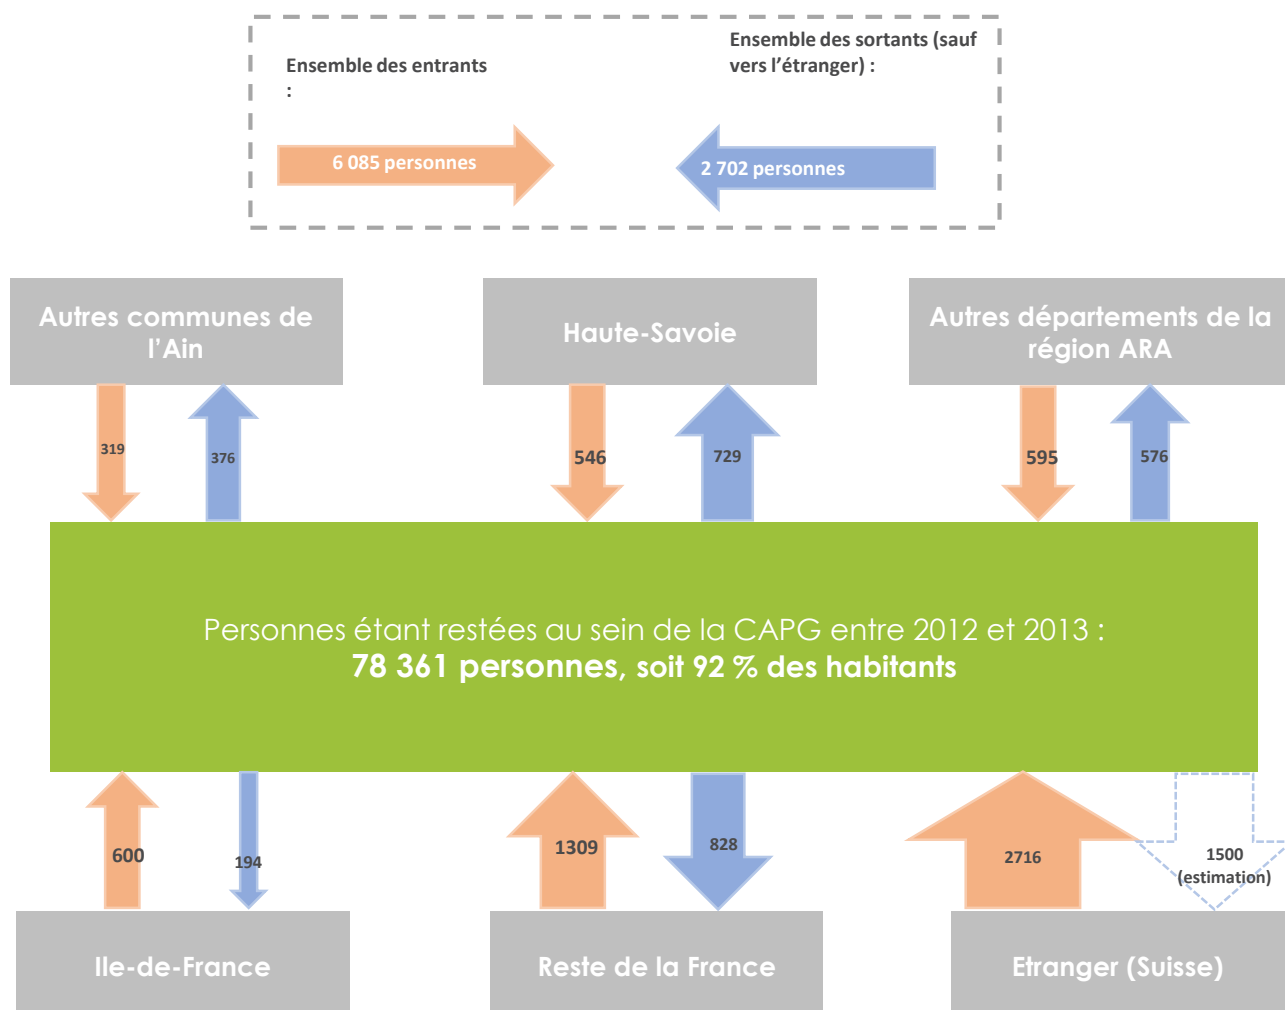 Ensemble des entrants
:
Ensemble des sortants (sauf
vers l'étranger) :
6 085 personnes
2 702 personnes
Autres communes de
l'Ain
Haute-Savoie
Autres départements de la
région ARA
319
376
546
729
595
576
Personnes étant restées au sein de la CAPG entre 2012 et 2013 :
78 361 personnes, soit 92 % des habitants
600
194
1309
828
2716
1500
(estimation)
Ile-de-France
Reste de la France
Etranger (Suisse)